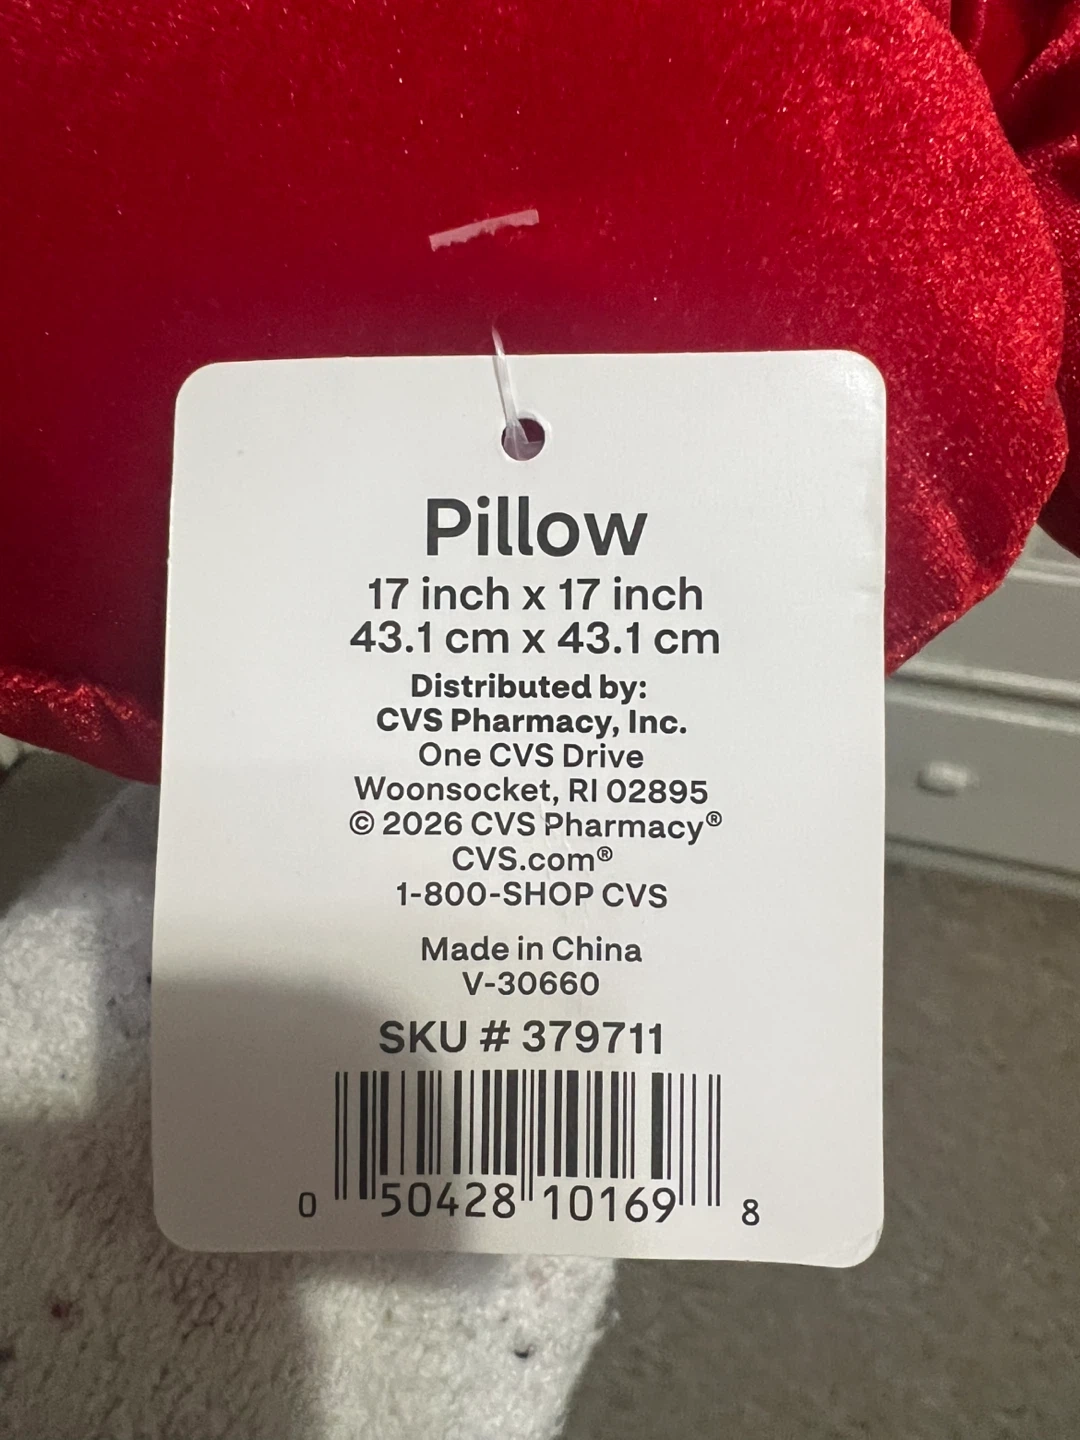 Pillow
17 inch x 17 inch
43.1 cm x 43.1 cm
Distributed by:
CVS Pharmacy, Inc.
One CVS Drive
Woonsocket, RI 02895
© 2026 CVS Pharmacy®
CVS.com®
1-800-SHOP CVS
Made in China
V-30660
SKU # 379711
0 50428 10169 8